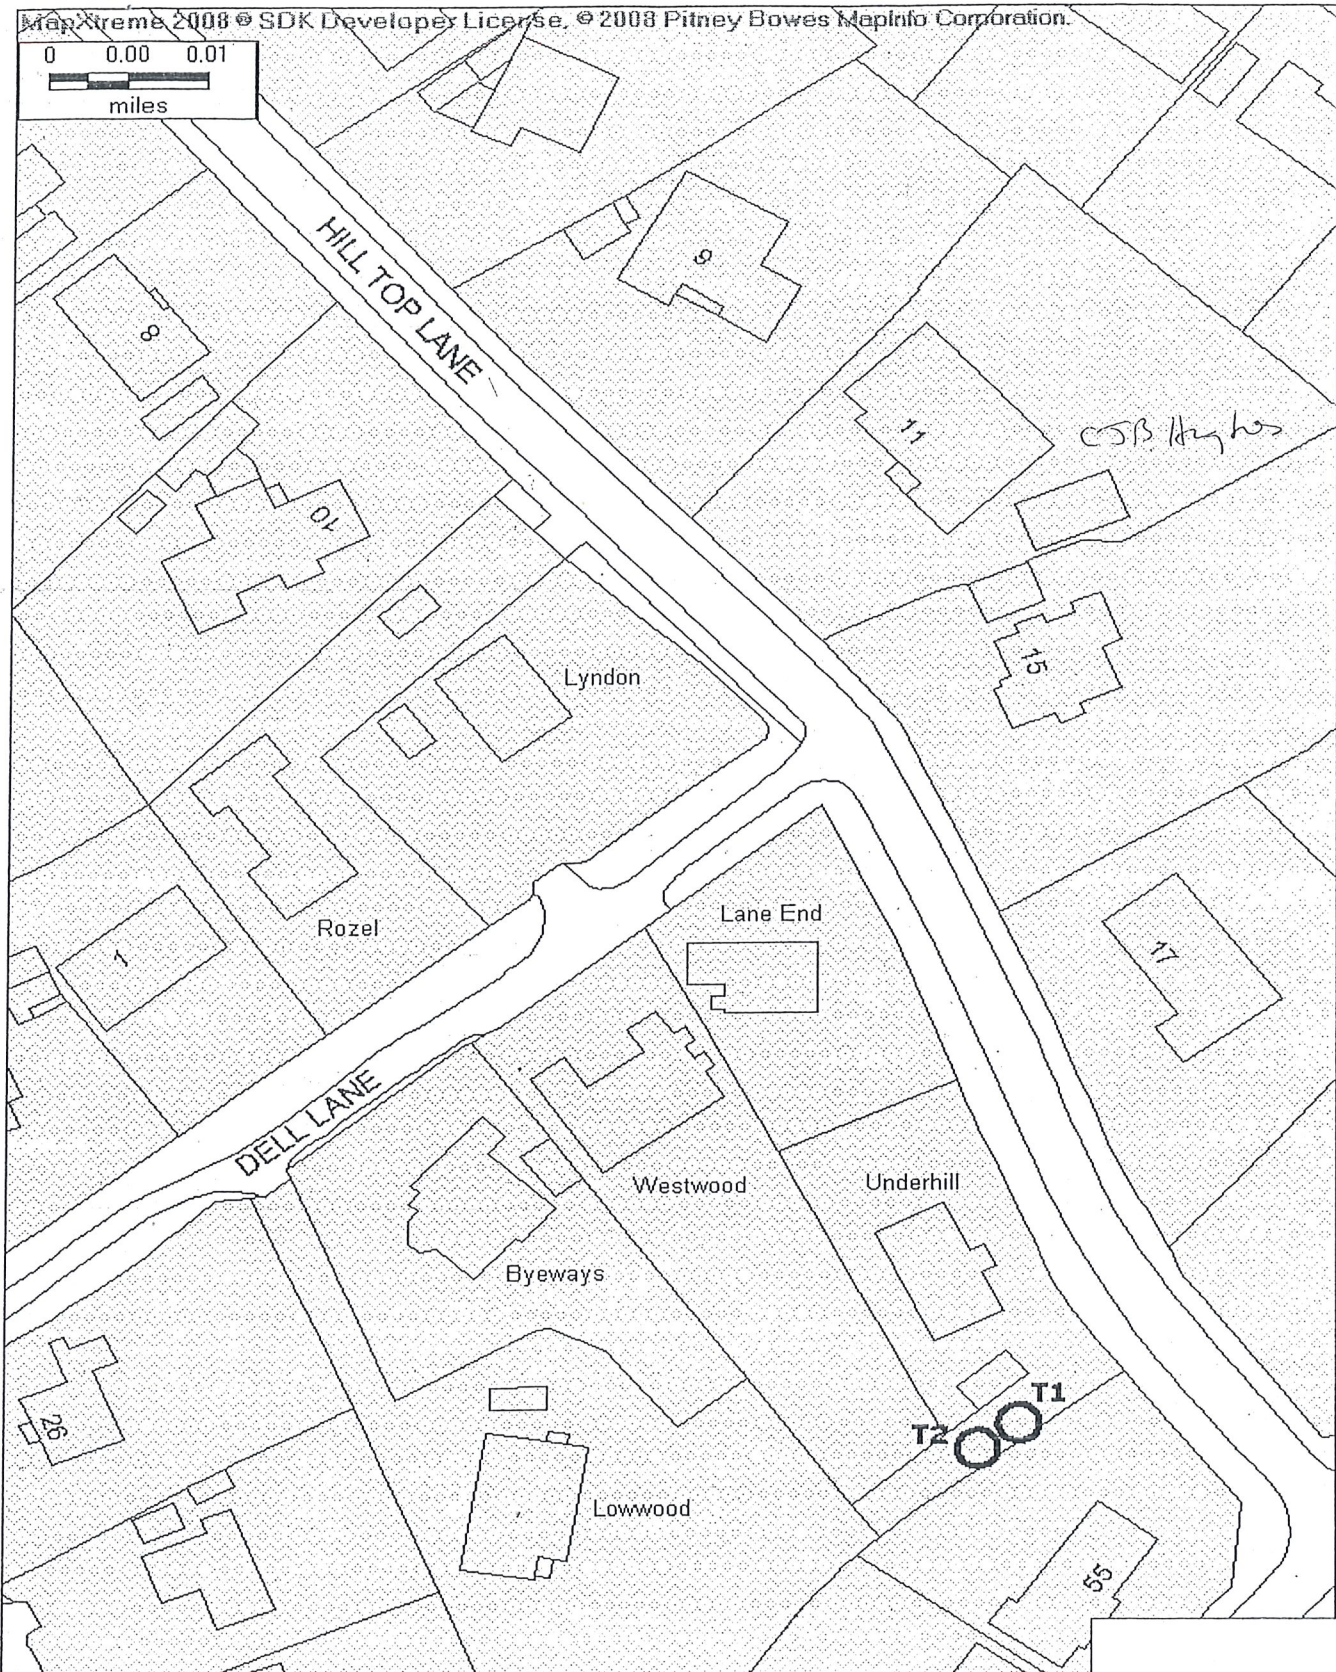 MapXtreme 2008 ® SDK Developer License. © 2008 Pitney Bowes MapInfo Corporation.
0 0.00 0.01
miles
HILL TOP LANE
9
8
11
CJB Hughes
10
15
Lyndon
Lane End
Rozel
17
1
DELL LANE
Westwood
Underhill
Byeways
T1
T2
26
Lowwood
55